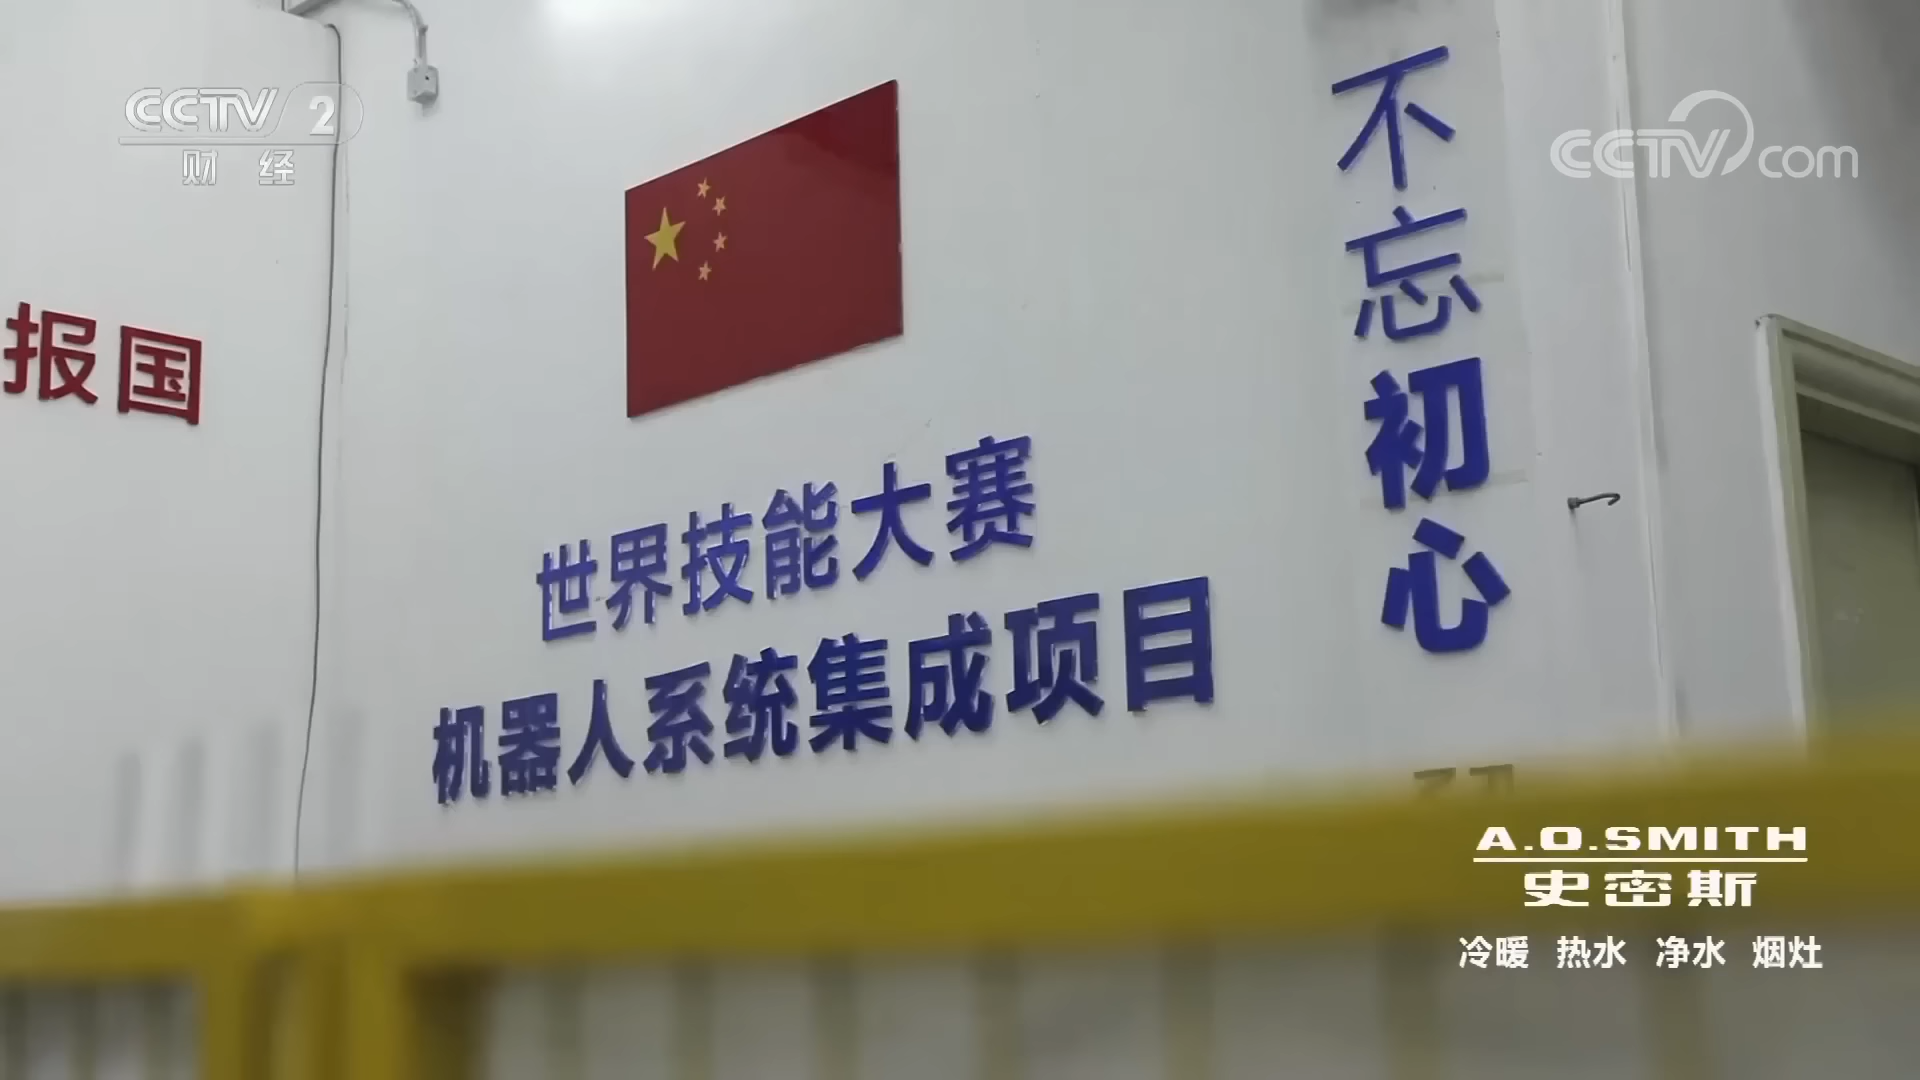 CCTV 2
财 经
CCTV.com
报国
世界技能大赛
机器人系统集成项目
不忘初心
A.O.SMITH
史密斯
冷暖 热水 净水 烟灶